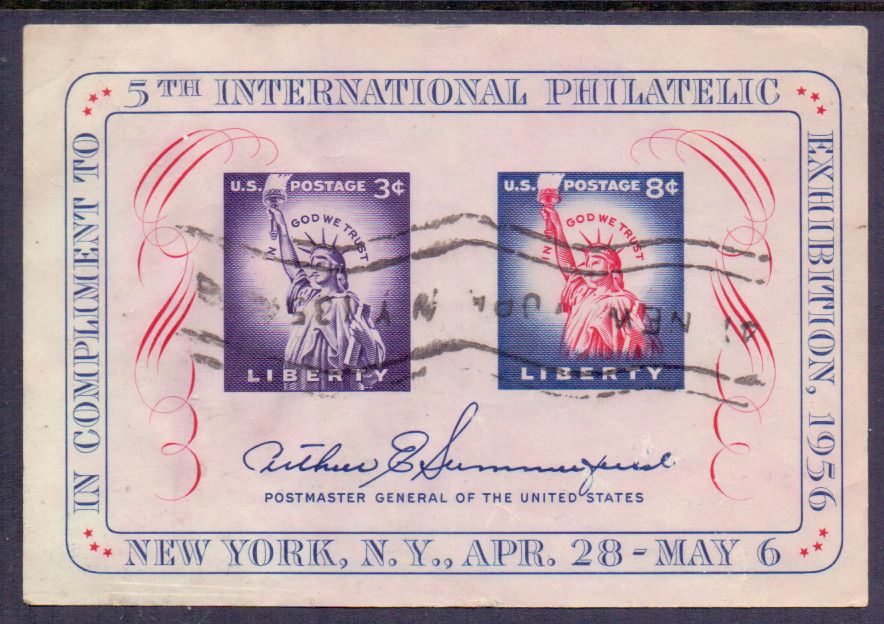 5TH INTERNATIONAL PHILATELIC
EXHIBITION, 1956
IN COMPLIMENT TO
U.S. POSTAGE 3¢
IN GOD WE TRUST
LIBERTY
U.S. POSTAGE 8¢
IN GOD WE TRUST
LIBERTY
Arthur E Summerfield
POSTMASTER GENERAL OF THE UNITED STATES
NEW YORK, N.Y., APR. 28 - MAY 6
NEW